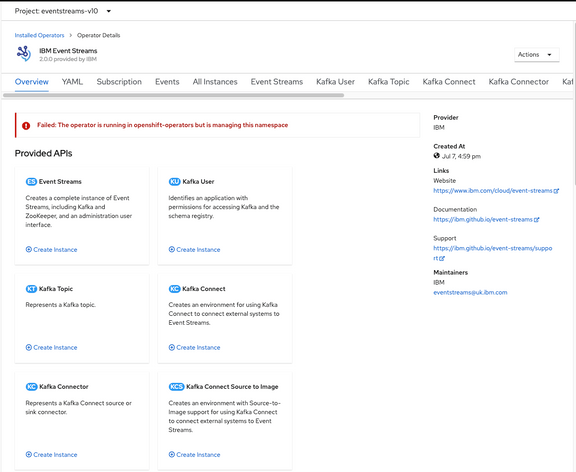 Project: eventstreams-v10
Installed Operators > Operator Details
IBM Event Streams
2.0.0 provided by IBM
Actions
Overview YAML Subscription Events All Instances Event Streams Kafka User Kafka Topic Kafka Connect Kafka Connector Kaf
Failed: The operator is running in openshift-operators but is managing this namespace
Provided APIs
ES Event Streams
Creates a complete instance of Event
Streams, including Kafka and
ZooKeeper, and an administration user
interface.
Create Instance
KU Kafka User
Identifies an application with
permissions for accessing Kafka and the
schema registry.
Create Instance
KT Kafka Topic
Represents a Kafka topic.
Create Instance
KC Kafka Connect
Creates an environment for using Kafka
Connect to connect external systems to
Event Streams.
Create Instance
KC Kafka Connector
Represents a Kafka Connect source or
sink connector.
Create Instance
KCS Kafka Connect Source to Image
Creates an environment with Source-to-
Image support for using Kafka Connect
to connect external systems to Event
Streams.
Create Instance
Provider
IBM
Created At
Jul 7, 4:59 pm
Links
Website
https://www.ibm.com/cloud/event-streams
Documentation
https://ibm.github.io/event-streams
Support
https://ibm.github.io/event-streams/suppo
rt
Maintainers
IBM
eventstreams@uk.ibm.com